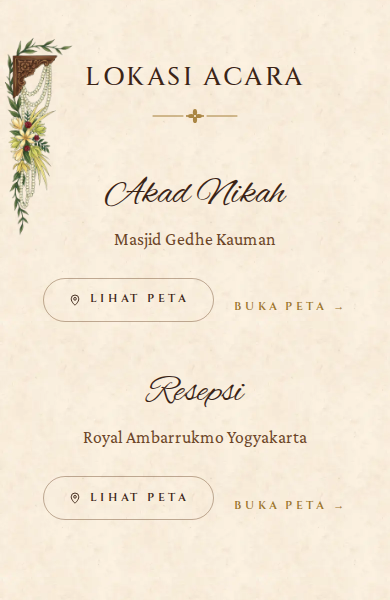 LOKASI ACARA
Akad Nikah
Masjid Gedhe Kauman
LIHAT PETA
BUKA PETA →
Resepsi
Royal Ambarrukmo Yogyakarta
LIHAT PETA
BUKA PETA →